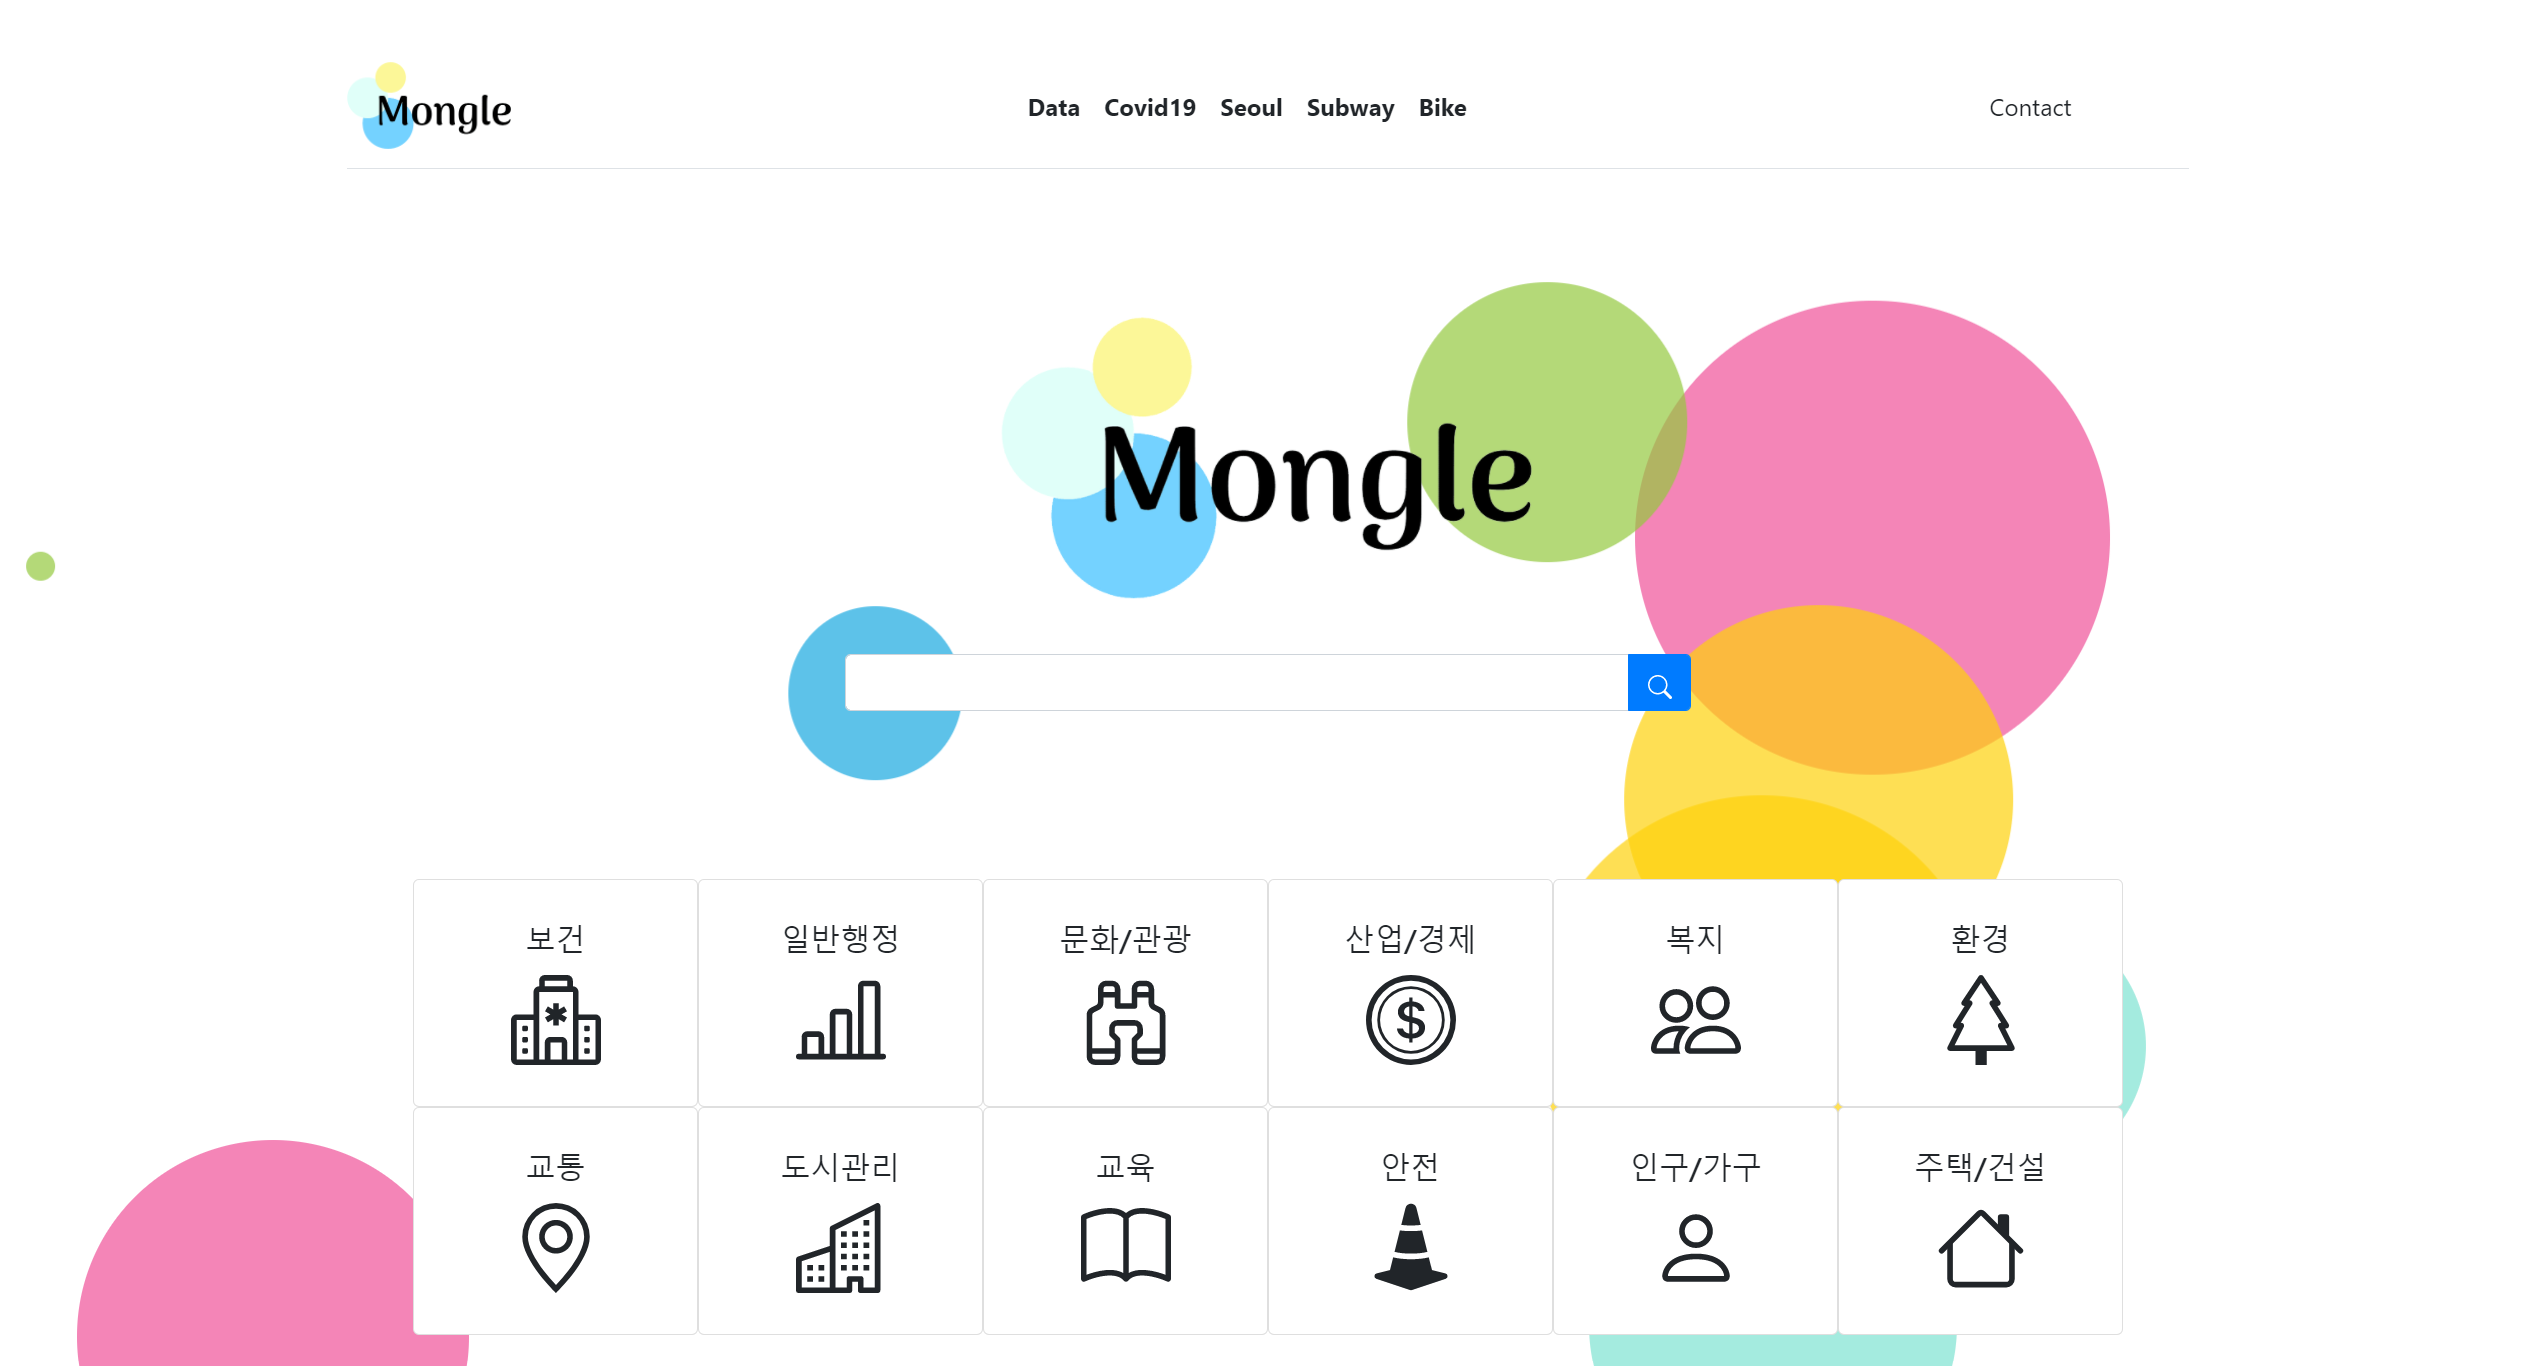 Mongle
Data Covid19 Seoul Subway Bike
Contact
Mongle
보건 일반행정 문화/관광 산업/경제 복지 환경
교통 도시관리 교육 안전 인구/가구 주택/건설